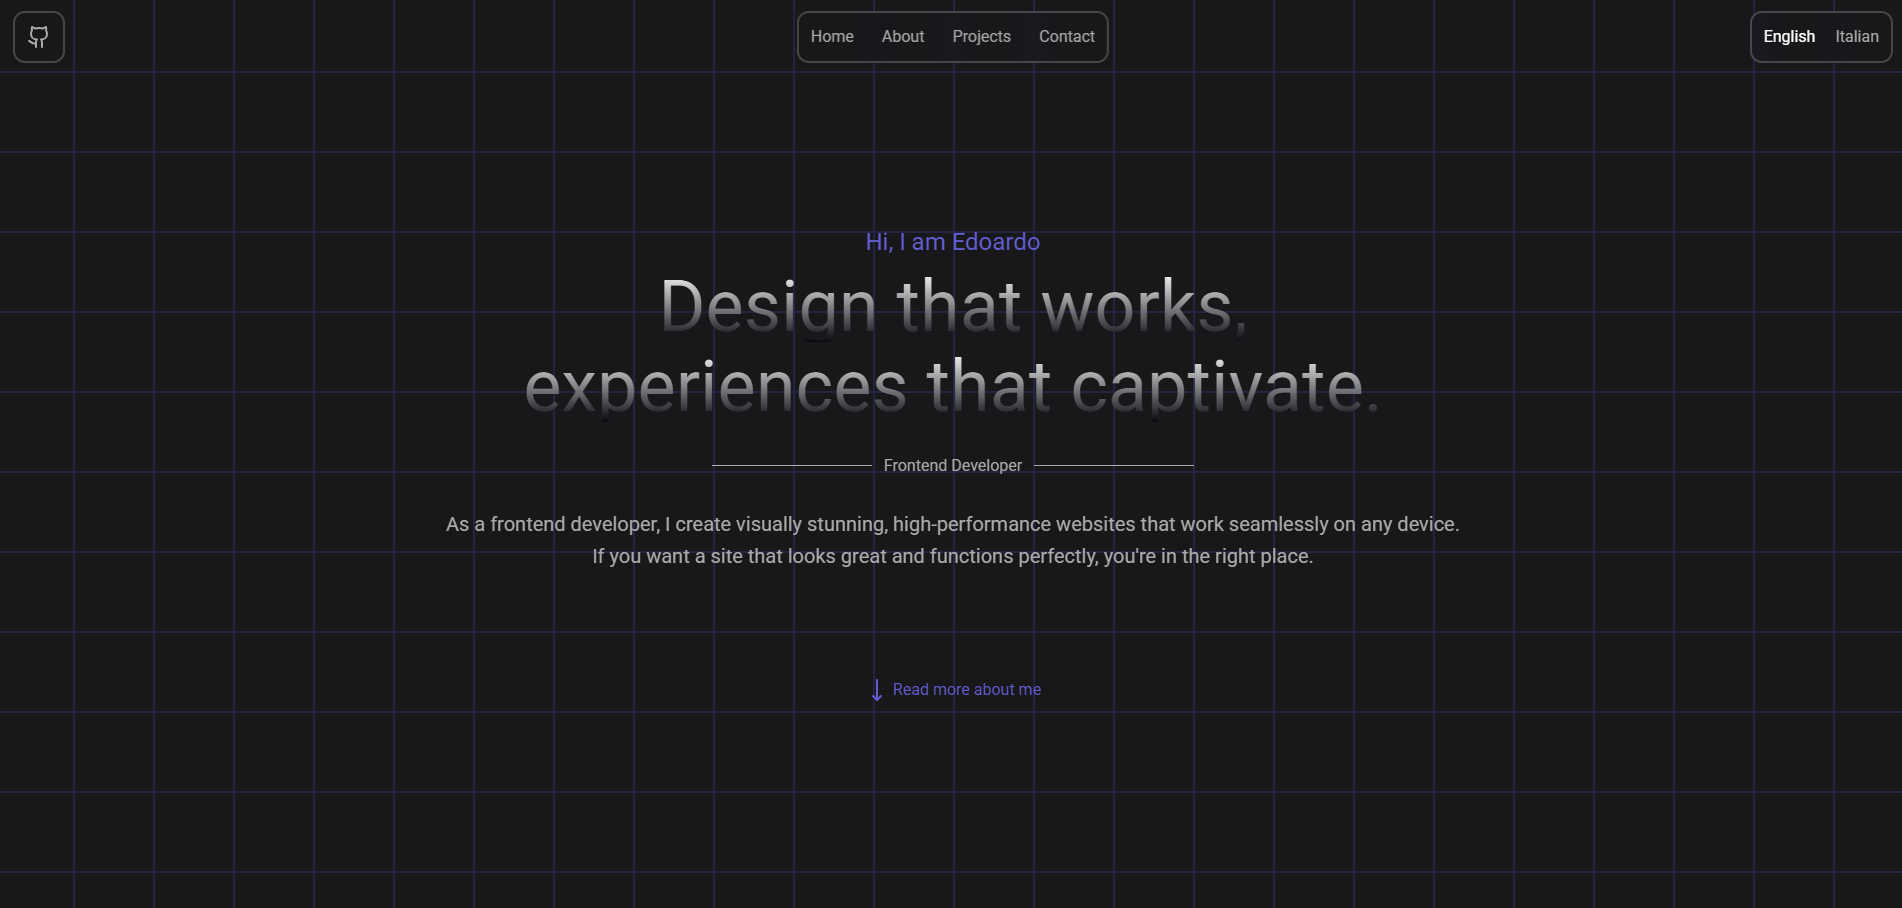 Home About Projects Contact
English Italian
Hi, I am Edoardo
Design that works,
experiences that captivate.
Frontend Developer
As a frontend developer, I create visually stunning, high-performance websites that work seamlessly on any device.
If you want a site that looks great and functions perfectly, you're in the right place.
Read more about me